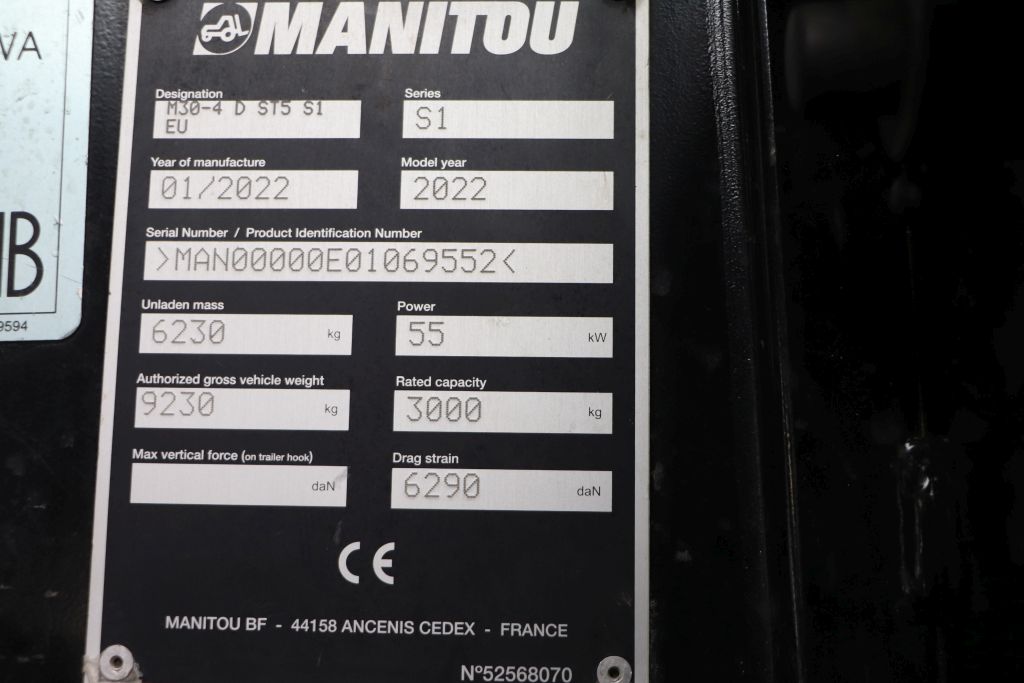 VA
9594
MANITOU
Designation
M30-4 D ST5 S1
EU
Series
S1
Year of manufacture
01/2022
Model year
2022
Serial Number / Product Identification Number
>MAN00000E01069552<
Unladen mass
6230 kg
Power
55 kW
Authorized gross vehicle weight
9230 kg
Rated capacity
3000 kg
Max vertical force (on trailer hook)
daN
Drag strain
6290 daN
CE
MANITOU BF - 44158 ANCENIS CEDEX - FRANCE
Nº52568070